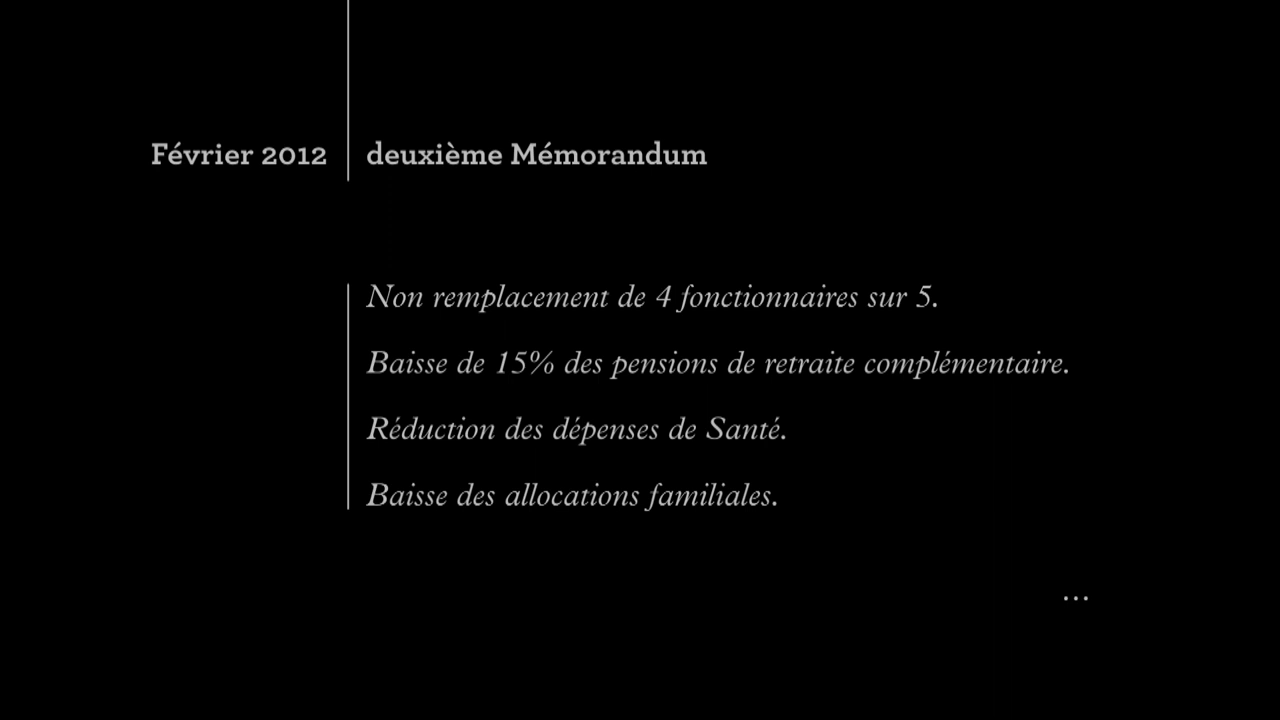 Février 2012 deuxième Mémorandum
Non remplacement de 4 fonctionnaires sur 5.
Baisse de 15% des pensions de retraite complémentaire.
Réduction des dépenses de Santé.
Baisse des allocations familiales.
...